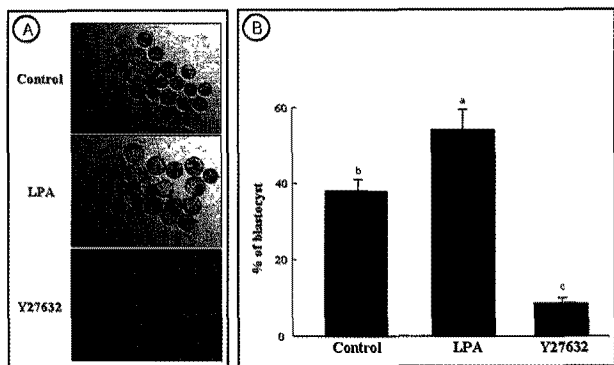 A
Control
LPA
Y27632
B
% of blastocyst
60
40
20
0
b
a
c
Control
LPA
Y27632